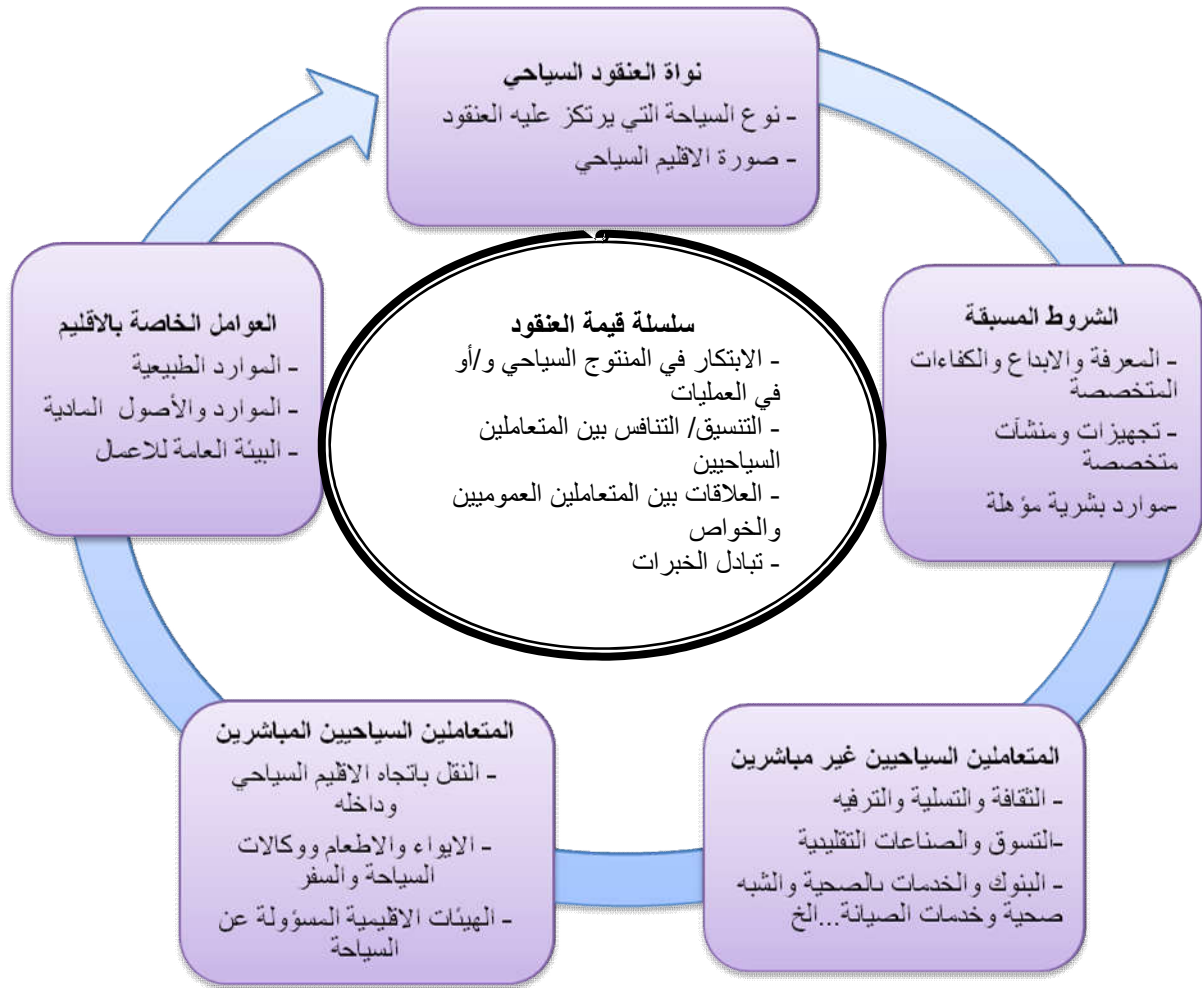 نواة العنقود السياحي
- نوع السياحة التي يرتكز عليه العنقود
- صورة الاقليم السياحي
الشروط المسبقة
- المعرفة والابداع والكفاءات
المتخصصة
- تجهيزات ومنشآت
متخصصة
-موارد بشرية مؤهلة
المتعاملين السياحيين غير مباشرين
- الثقافة والتسلية والترفيه
-التسوق والصناعات التقليدية
- البنوك والخدمات بالصحية والشبه
صحية وخدمات الصيانة...الخ
المتعاملين السياحيين المباشرين
- النقل باتجاه الاقليم السياحي
وداخله
- الايواء والاطعام ووكالات
السياحة والسفر
- الهيئات الاقليمية المسؤولة عن
السياحة
العوامل الخاصة بالاقليم
- الموارد الطبيعية
- الموارد والأصول المادية
- البيئة العامة للاعمال
سلسلة قيمة العنقود
- الابتكار في المنتوج السياحي و/أو
في العمليات
- التنسيق/ التنافس بين المتعاملين
السياحيين
- العلاقات بين المتعاملين العموميين
والخواص
- تبادل الخبرات